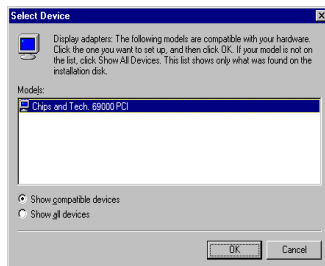 Select Device
Display adapters: The following models are compatible with your hardware.
Click the one you want to set up, and then click OK. If your model is not on
the list, click Show All Devices. This list shows only what was found on the
installation disk.
Models:
Chips and Tech. 69000 PCI
Show compatible devices
Show all devices
OK
Cancel